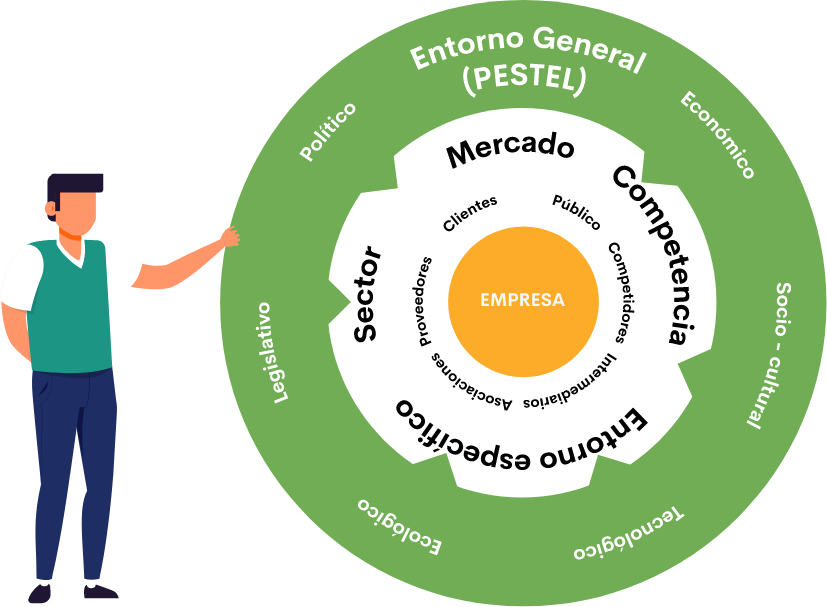 Entorno General
(PESTEL)
Político
Económico
Mercado
Competencia
Clientes
Público
Sector
Proveedores
EMPRESA
Competidores
Legislativo
Socio - cultural
Asociaciones
Intermediarios
Entorno específico
Ecológico
Tecnológico